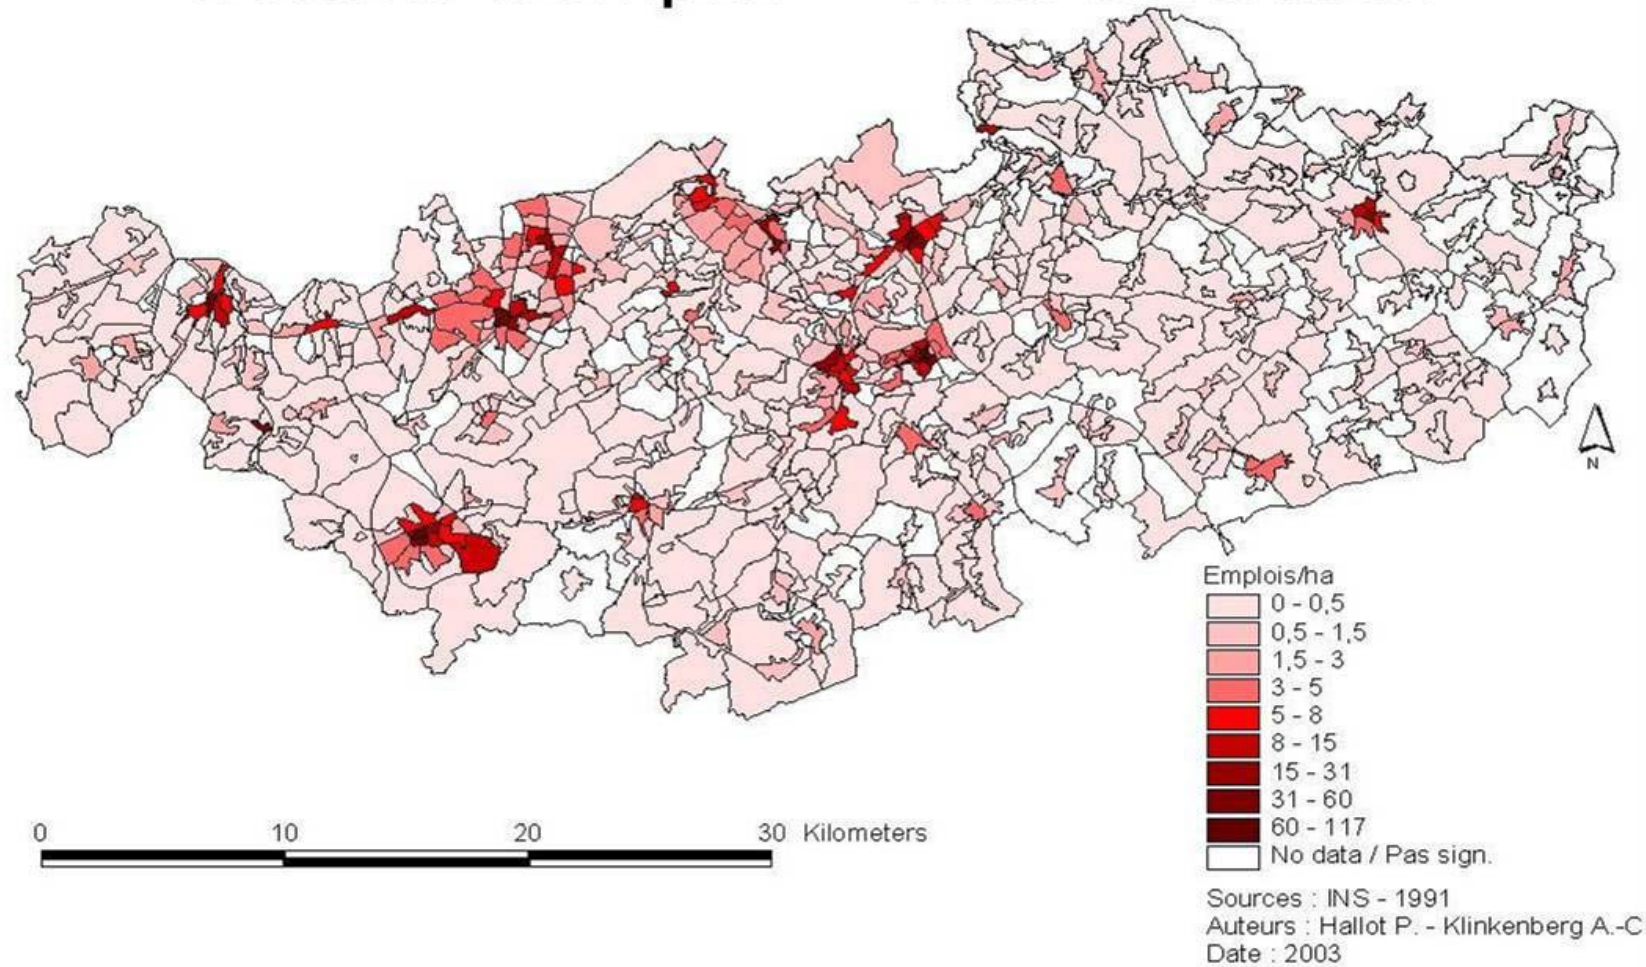 Emplois/ha
0 - 0,5
0,5 - 1,5
1,5 - 3
3 - 5
5 - 8
8 - 15
15 - 31
31 - 60
60 - 117
No data / Pas sign.
N
0 10 20 30 Kilometers
Sources : INS - 1991
Auteurs : Hallot P. - Klinkenberg A.-C
Date : 2003